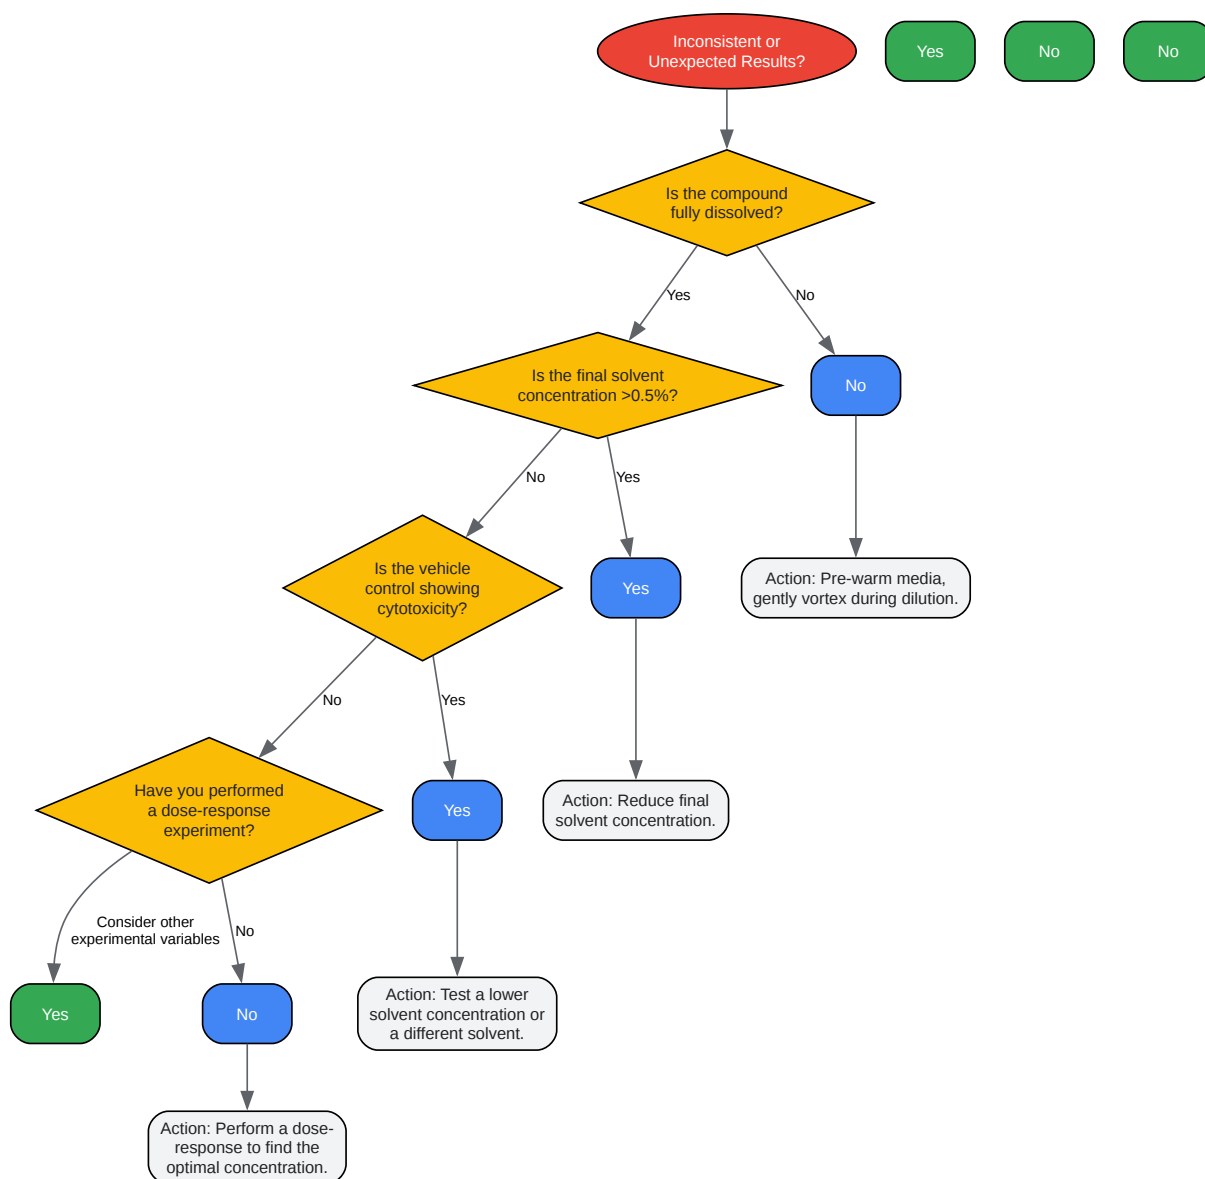 Inconsistent or
Unexpected Results?
Yes
No
No
Is the compound
fully dissolved?
Yes
No
Is the final solvent
concentration >0.5%?
No
No
Yes
Is the vehicle
control showing
cytotoxicity?
Yes
Action: Pre-warm media,
gently vortex during dilution.
No
Yes
Have you performed
a dose-response
experiment?
Yes
Action: Reduce final
solvent concentration.
Consider other
experimental variables
No
Yes
No
Action: Test a lower
solvent concentration or
a different solvent.
Action: Perform a dose-
response to find the
optimal concentration.